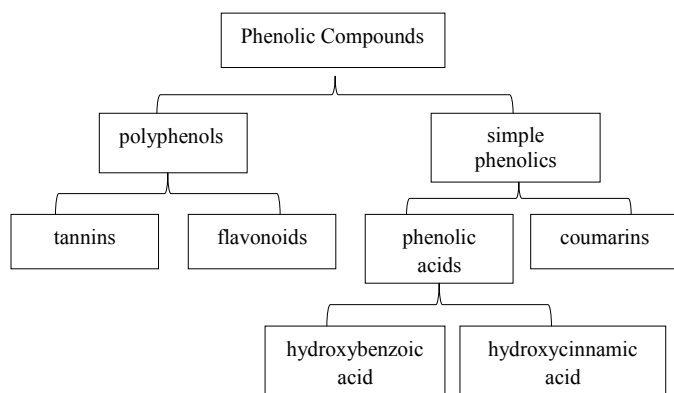 Phenolic Compounds
polyphenols
simple
phenolics
tannins
flavonoids
phenolic
acids
coumarins
hydroxybenzoic
acid
hydroxycinnamic
acid